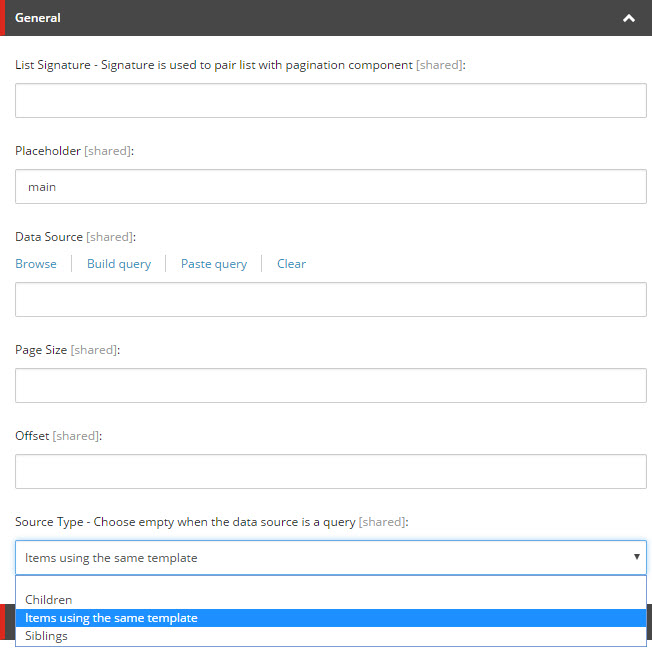 General
List Signature - Signature is used to pair list with pagination component [shared]:
Placeholder [shared]:
main
Data Source [shared]:
Browse Build query Paste query Clear
Page Size [shared]:
Offset [shared]:
Source Type - Choose empty when the data source is a query [shared]:
Items using the same template
Children
Items using the same template
Siblings